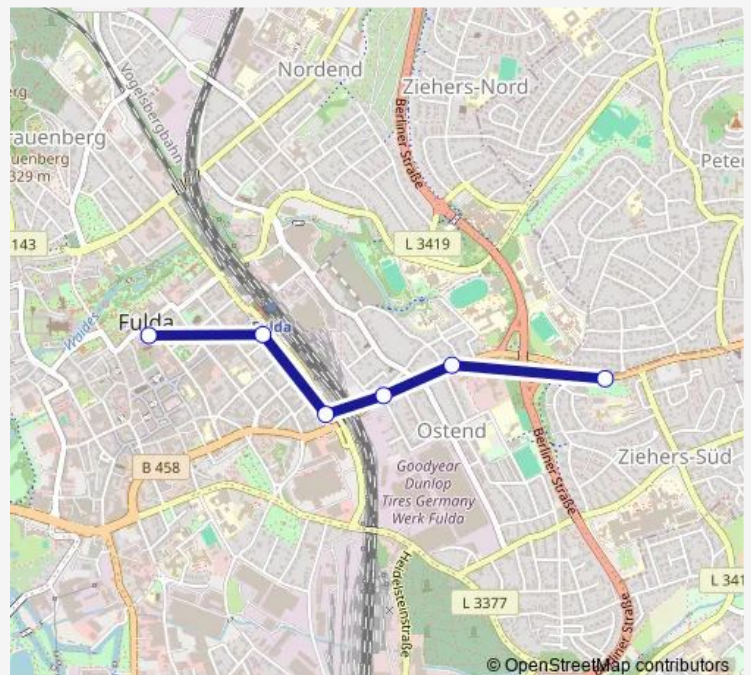 Nordend
Vogelsbergbahn
Ziehers-Nord
Berliner Straße
rauenberg
uenberg
329 m
Peter
143
L 3419
Waides
Fulda
Fulda
Ostend
B 458
Goodyear
Dunlop
Tires Germany
Werk Fulda
Berliner Straße
Ziehers-Süd
Heidelsteinstraße
L 3377
L 341
© OpenStreetMap contributors